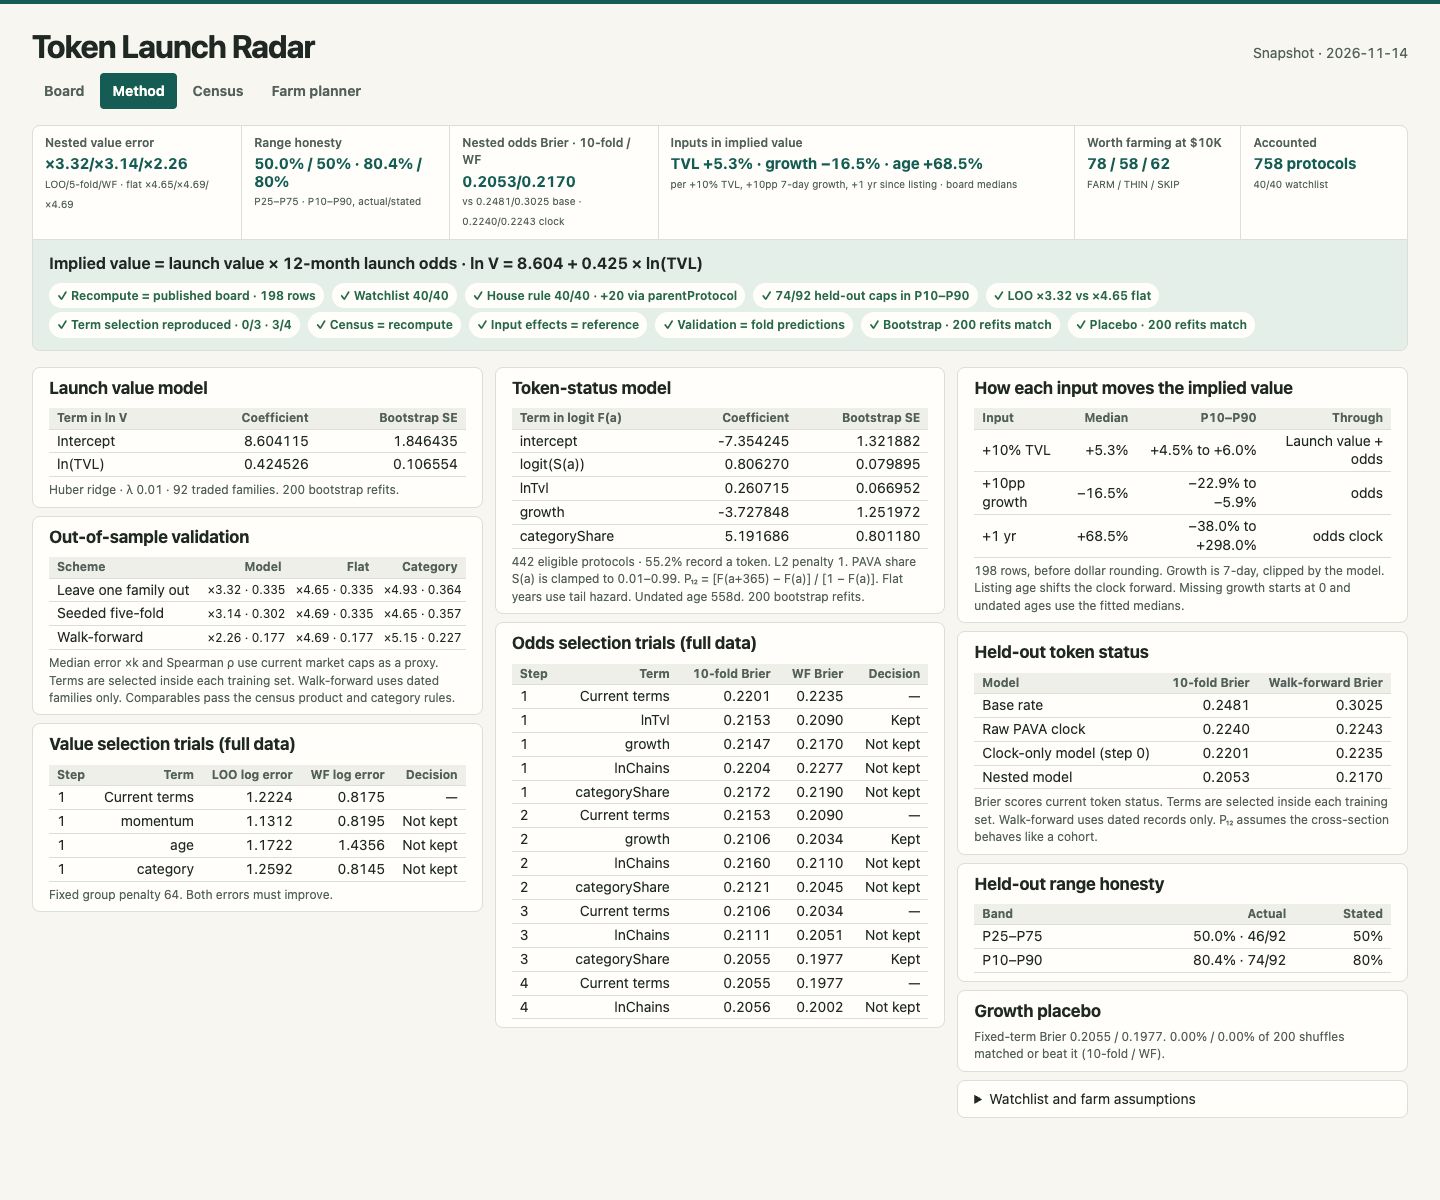 Token Launch Radar
Snapshot · 2026-11-14
Board Method Census Farm planner
Nested value error
×3.32/×3.14/×2.26
LOO/5-fold/WF · flat ×4.65/×4.69/
×4.69
Range honesty
50.0% / 50% · 80.4% /
80%
P25–P75 · P10–P90, actual/stated
Nested odds Brier · 10-fold /
WF
0.2053/0.2170
vs 0.2481/0.3025 base ·
0.2240/0.2243 clock
Inputs in implied value
TVL +5.3% · growth −16.5% · age +68.5%
per +10% TVL, +10pp 7-day growth, +1 yr since listing · board medians
Worth farming at $10K
78 / 58 / 62
FARM / THIN / SKIP
Accounted
758 protocols
40/40 watchlist
Implied value = launch value × 12-month launch odds · ln V = 8.604 + 0.425 × ln(TVL)
✓ Recompute = published board · 198 rows ✓ Watchlist 40/40 ✓ House rule 40/40 · +20 via parentProtocol ✓ 74/92 held-out caps in P10–P90 ✓ LOO ×3.32 vs ×4.65 flat
✓ Term selection reproduced · 0/3 · 3/4 ✓ Census = recompute ✓ Input effects = reference ✓ Validation = fold predictions ✓ Bootstrap · 200 refits match ✓ Placebo · 200 refits match
Launch value model
Term in ln V Coefficient Bootstrap SE
Intercept 8.604115 1.846435
ln(TVL) 0.424526 0.106554
Huber ridge · λ 0.01 · 92 traded families. 200 bootstrap refits.
Out-of-sample validation
Scheme Model Flat Category
Leave one family out ×3.32 · 0.335 ×4.65 · 0.335 ×4.93 · 0.364
Seeded five-fold ×3.14 · 0.302 ×4.69 · 0.335 ×4.65 · 0.357
Walk-forward ×2.26 · 0.177 ×4.69 · 0.177 ×5.15 · 0.227
Median error ×k and Spearman ρ use current market caps as a proxy.
Terms are selected inside each training set. Walk-forward uses dated
families only. Comparables pass the census product and category rules.
Value selection trials (full data)
Step Term LOO log error WF log error Decision
1 Current terms 1.2224 0.8175 —
1 momentum 1.1312 0.8195 Not kept
1 age 1.1722 1.4356 Not kept
1 category 1.2592 0.8145 Not kept
Fixed group penalty 64. Both errors must improve.
Token-status model
Term in logit F(a) Coefficient Bootstrap SE
intercept -7.354245 1.321882
logit(S(a)) 0.806270 0.079895
lnTvl 0.260715 0.066952
growth -3.727848 1.251972
categoryShare 5.191686 0.801180
442 eligible protocols · 55.2% record a token. L2 penalty 1. PAVA share
S(a) is clamped to 0.01–0.99. P₁₂ = [F(a+365) − F(a)] / [1 − F(a)]. Flat
years use tail hazard. Undated age 558d. 200 bootstrap refits.
Odds selection trials (full data)
Step Term 10-fold Brier WF Brier Decision
1 Current terms 0.2201 0.2235 —
1 lnTvl 0.2153 0.2090 Kept
1 growth 0.2147 0.2170 Not kept
1 lnChains 0.2204 0.2277 Not kept
1 categoryShare 0.2172 0.2190 Not kept
2 Current terms 0.2153 0.2090 —
2 growth 0.2106 0.2034 Kept
2 lnChains 0.2160 0.2110 Not kept
2 categoryShare 0.2121 0.2045 Not kept
3 Current terms 0.2106 0.2034 —
3 lnChains 0.2111 0.2051 Not kept
3 categoryShare 0.2055 0.1977 Kept
4 Current terms 0.2055 0.1977 —
4 lnChains 0.2056 0.2002 Not kept
How each input moves the implied value
Input Median P10–P90 Through
+10% TVL +5.3% +4.5% to +6.0% Launch value +
odds
+10pp
growth −16.5% −22.9% to
−5.9% odds
+1 yr +68.5% −38.0% to
+298.0% odds clock
198 rows, before dollar rounding. Growth is 7-day, clipped by the model.
Listing age shifts the clock forward. Missing growth starts at 0 and
undated ages use the fitted medians.
Held-out token status
Model 10-fold Brier Walk-forward Brier
Base rate 0.2481 0.3025
Raw PAVA clock 0.2240 0.2243
Clock-only model (step 0) 0.2201 0.2235
Nested model 0.2053 0.2170
Brier scores current token status. Terms are selected inside each training
set. Walk-forward uses dated records only. P₁₂ assumes the cross-section
behaves like a cohort.
Held-out range honesty
Band Actual Stated
P25–P75 50.0% · 46/92 50%
P10–P90 80.4% · 74/92 80%
Growth placebo
Fixed-term Brier 0.2055 / 0.1977. 0.00% / 0.00% of 200 shuffles
matched or beat it (10-fold / WF).
▶ Watchlist and farm assumptions